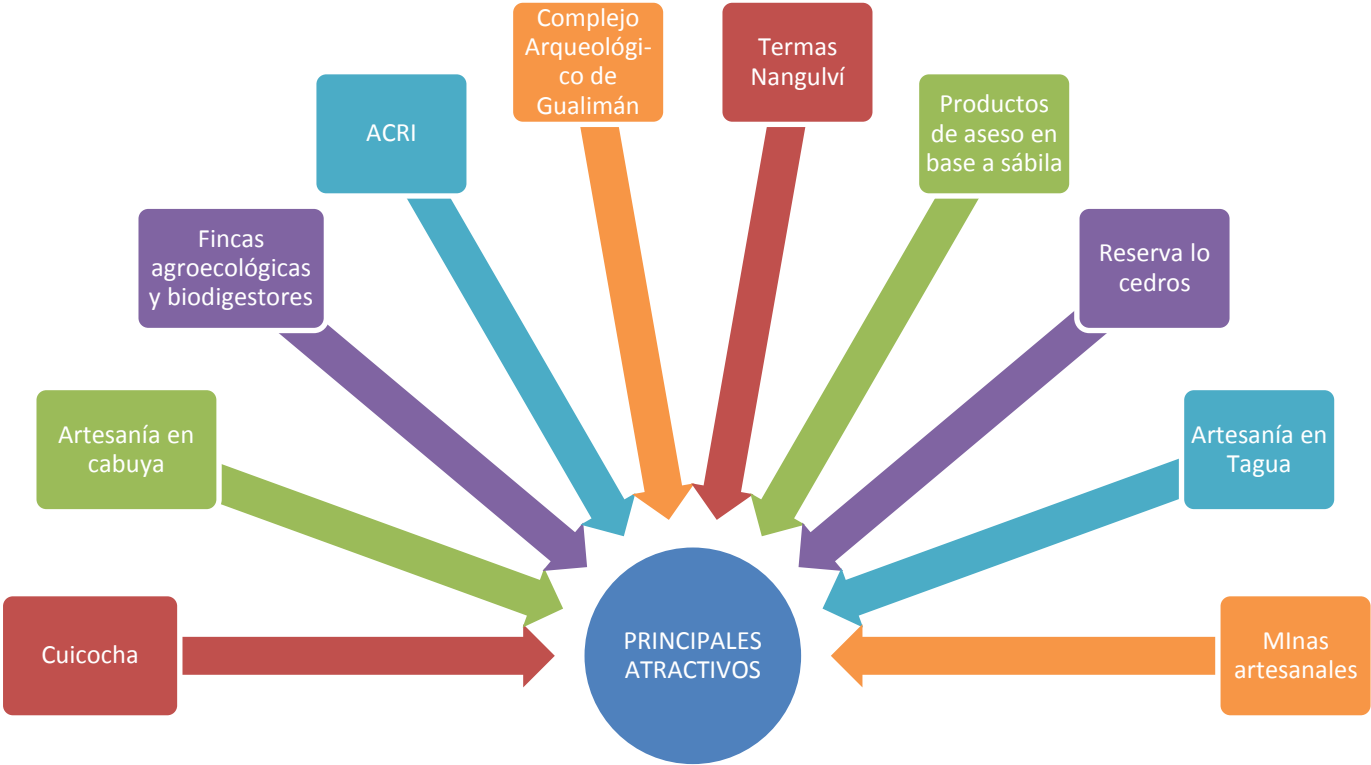 Complejo
Arqueológi-
co de
Gualimán
Termas
Nangulví
ACRI
Productos
de aseso en
base a sábila
Fincas
agroecológicas
y biodigestores
Reserva lo
cedros
Artesanía en
cabuya
Artesanía en
Tagua
Cuicocha
PRINCIPALES
ATRACTIVOS
MInas
artesanales